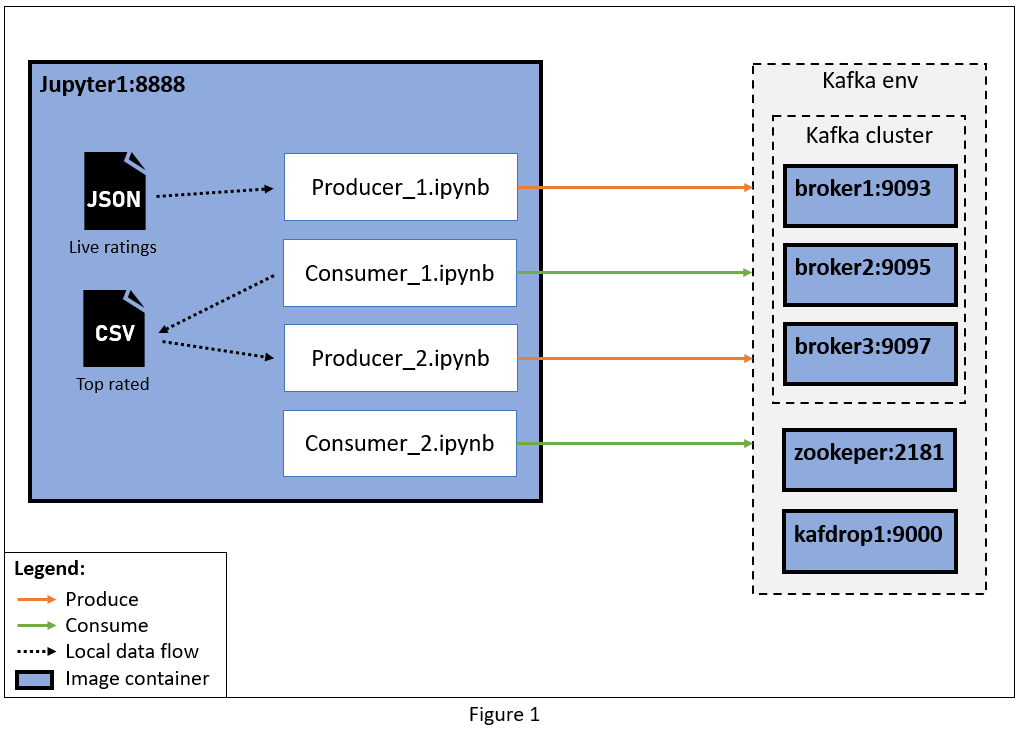 Jupyter1:8888
JSON
Live ratings
CSV
Top rated
Producer_1.ipynb
Consumer_1.ipynb
Producer_2.ipynb
Consumer_2.ipynb
Kafka env
Kafka cluster
broker1:9093
broker2:9095
broker3:9097
zookeper:2181
kafdrop1:9000
Legend:
Produce
Consume
Local data flow
Image container
Figure 1